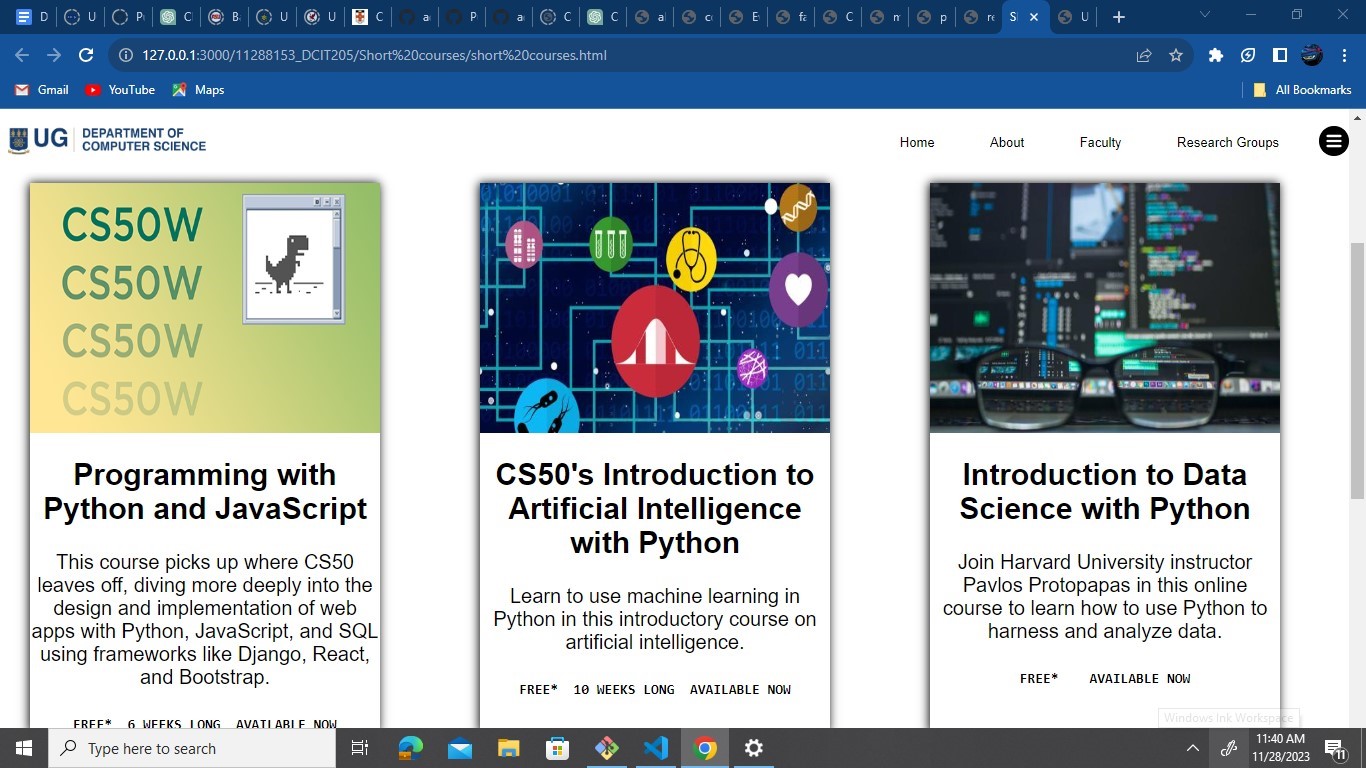 D
P
C
B
U
U
C
a
P
a
C
C
a
c
E
f
C
m
p
r
S
U
127.0.0.1:3000/11288153_DCIT205/Short%20courses/short%20courses.html
Gmail YouTube Maps All Bookmarks
UG DEPARTMENT OF
COMPUTER SCIENCE
Home About Faculty Research Groups
CS50W
CS50W
CS50W
CS50W
Programming with
Python and JavaScript
This course picks up where CS50
leaves off, diving more deeply into the
design and implementation of web
apps with Python, JavaScript, and SQL
using frameworks like Django, React,
and Bootstrap.
FREE* 6 WEEKS LONG AVAILABLE NOW
CS50's Introduction to
Artificial Intelligence
with Python
Learn to use machine learning in
Python in this introductory course on
artificial intelligence.
FREE* 10 WEEKS LONG AVAILABLE NOW
Introduction to Data
Science with Python
Join Harvard University instructor
Pavlos Protopapas in this online
course to learn how to use Python to
harness and analyze data.
FREE* AVAILABLE NOW
Windows Ink Workspace
Type here to search
11:40 AM
11/28/2023
11